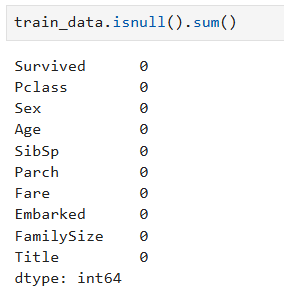 train_data.isnull().sum()
Survived 0
Pclass 0
Sex 0
Age 0
SibSp 0
Parch 0
Fare 0
Embarked 0
FamilySize 0
Title 0
dtype: int64